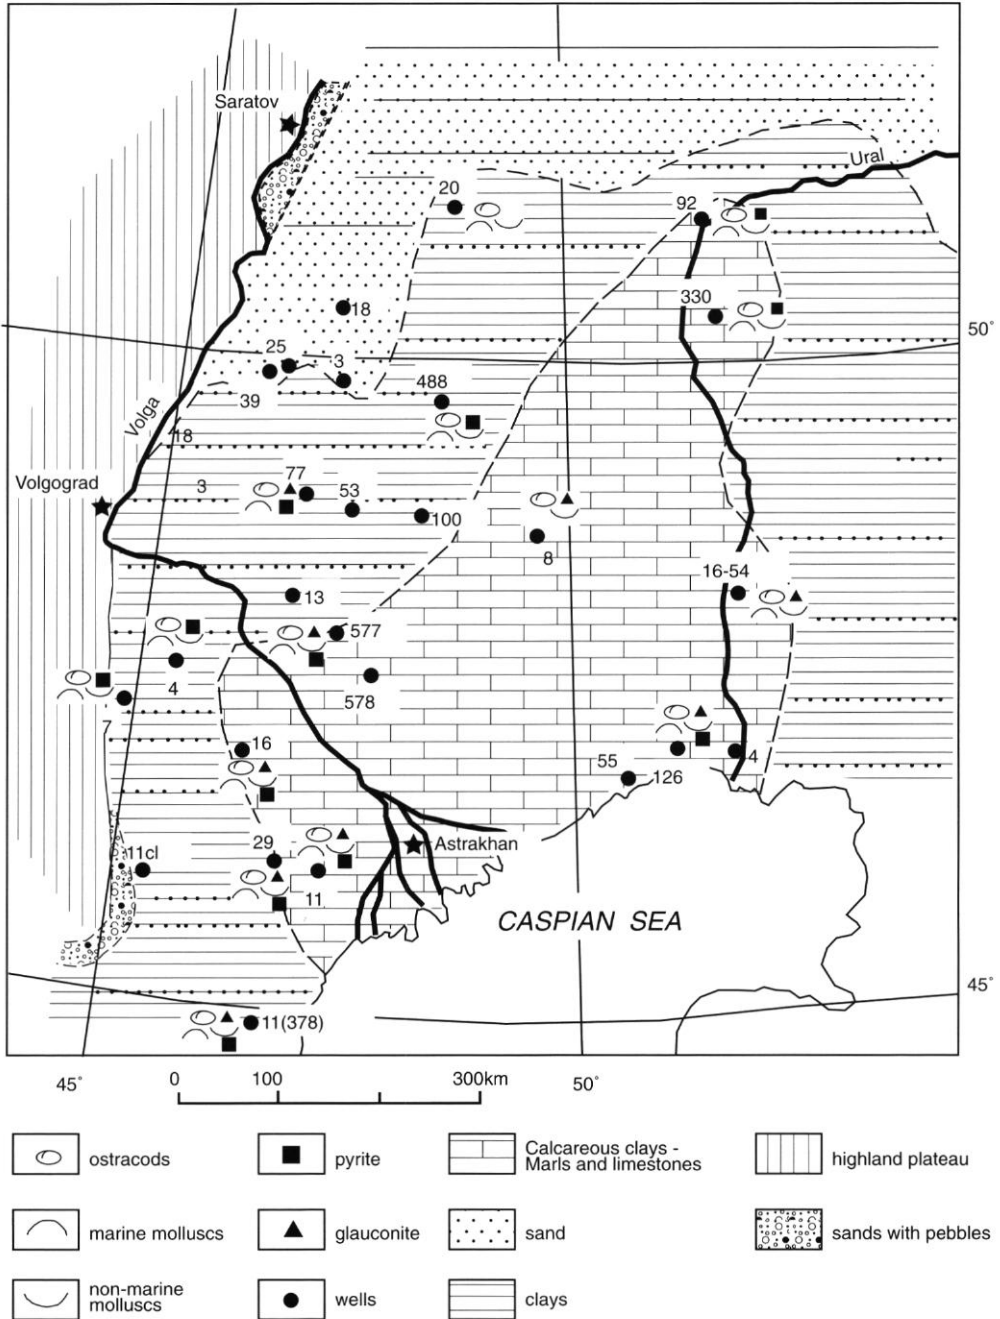 Saratov
Ural
20
92
18
330
50°
25
3
488
39
Volga
18
Volgograd
3
77
53
100
8
16-54
13
577
4
578
7
16
55
126
4
11cl
29
Astrakhan
11
CASPIAN SEA
45°
11(378)
45°
0 100 300km
50°
ostracods
pyrite
Calcareous clays -
Marls and limestones
highland plateau
marine molluscs
glauconite
sand
sands with pebbles
non-marine
molluscs
wells
clays